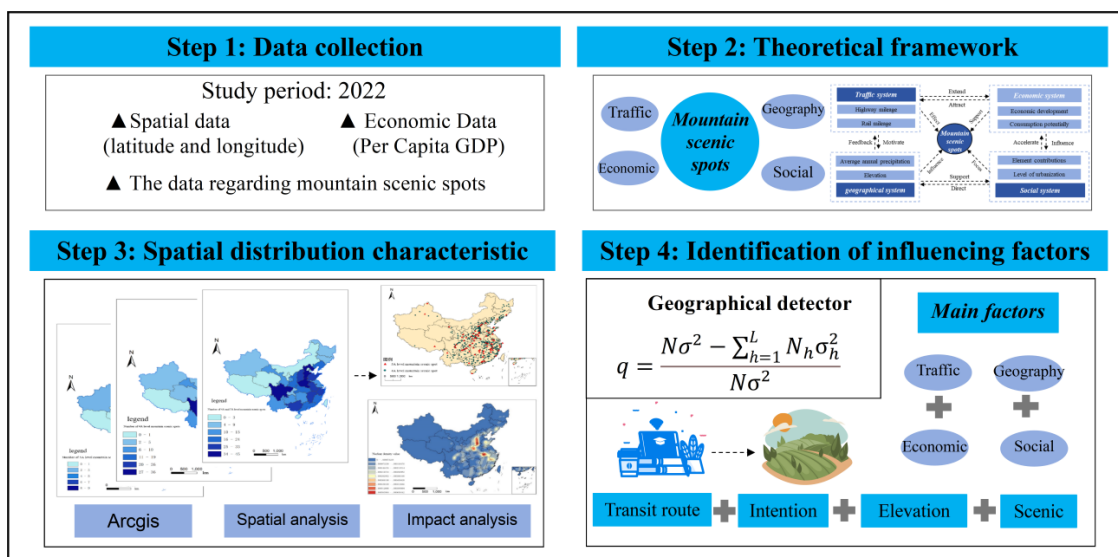 Step 1: Data collection
Study period: 2022
▲Spatial data
(latitude and longitude)
▲ Economic Data
(Per Capita GDP)
▲ The data regarding mountain scenic spots
Step 2: Theoretical framework
Traffic
Economic
Mountain
scenic
spots
Geography
Social
Traffic system
Highway mileage
Rail mileage
Extend
Attract
Economic system
Economic development
Consumption potentially
Effect
Support
Mountain
scenic
spots
Feedback
Motivate
Accelerate
Influence
Influence
Average annual precipitation
Elevation
geographical system
Support
Direct
Element contributions
Level of urbanization
Social system
Step 3: Spatial distribution characteristic
N
N
N
N
legend
legend
legend
Arcgis
Spatial analysis
Impact analysis
Step 4: Identification of influencing factors
Geographical detector
q = (Nσ² − ∑ᴸₕ₌₁ Nₕσ²ₕ) / Nσ²
Main factors
Traffic
Geography
Economic
Social
Transit route
Intention
Elevation
Scenic